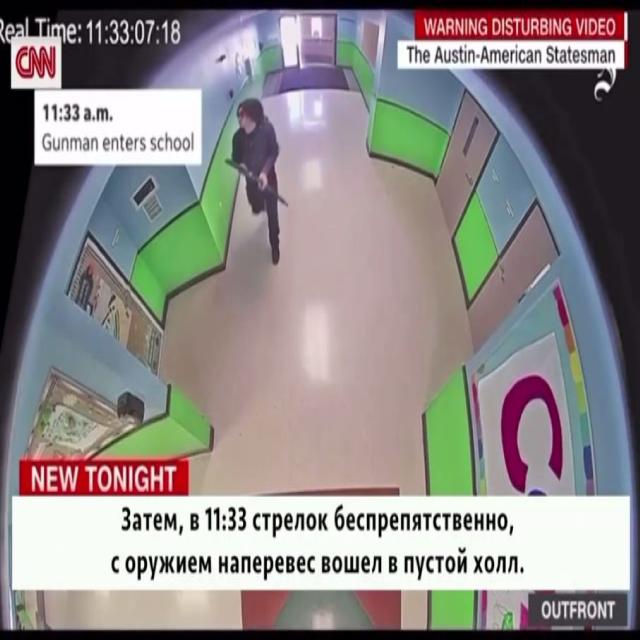 Real Time: 11:33:07:18
WARNING DISTURBING VIDEO
The Austin-American Statesman
CNN
11:33 a.m.
Gunman enters school
NEW TONIGHT
Затем, в 11:33 стрелок беспрепятственно,
с оружием наперевес вошел в пустой холл.
OUTFRONT